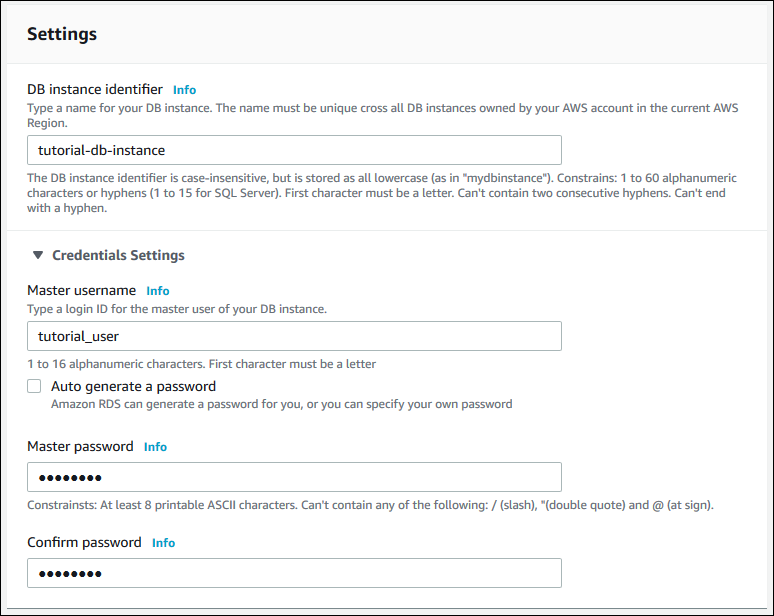 Settings
DB instance identifier Info
Type a name for your DB instance. The name must be unique cross all DB instances owned by your AWS account in the current AWS
Region.
tutorial-db-instance
The DB instance identifier is case-insensitive, but is stored as all lowercase (as in "mydbinstance"). Constrains: 1 to 60 alphanumeric
characters or hyphens (1 to 15 for SQL Server). First character must be a letter. Can't contain two consecutive hyphens. Can't end
with a hyphen.
Credentials Settings
Master username Info
Type a login ID for the master user of your DB instance.
tutorial_user
1 to 16 alphanumeric characters. First character must be a letter
Auto generate a password
Amazon RDS can generate a password for you, or you can specify your own password
Master password Info
••••••••
Constrainsts: At least 8 printable ASCII characters. Can't contain any of the following: / (slash), "(double quote) and @ (at sign).
Confirm password Info
••••••••